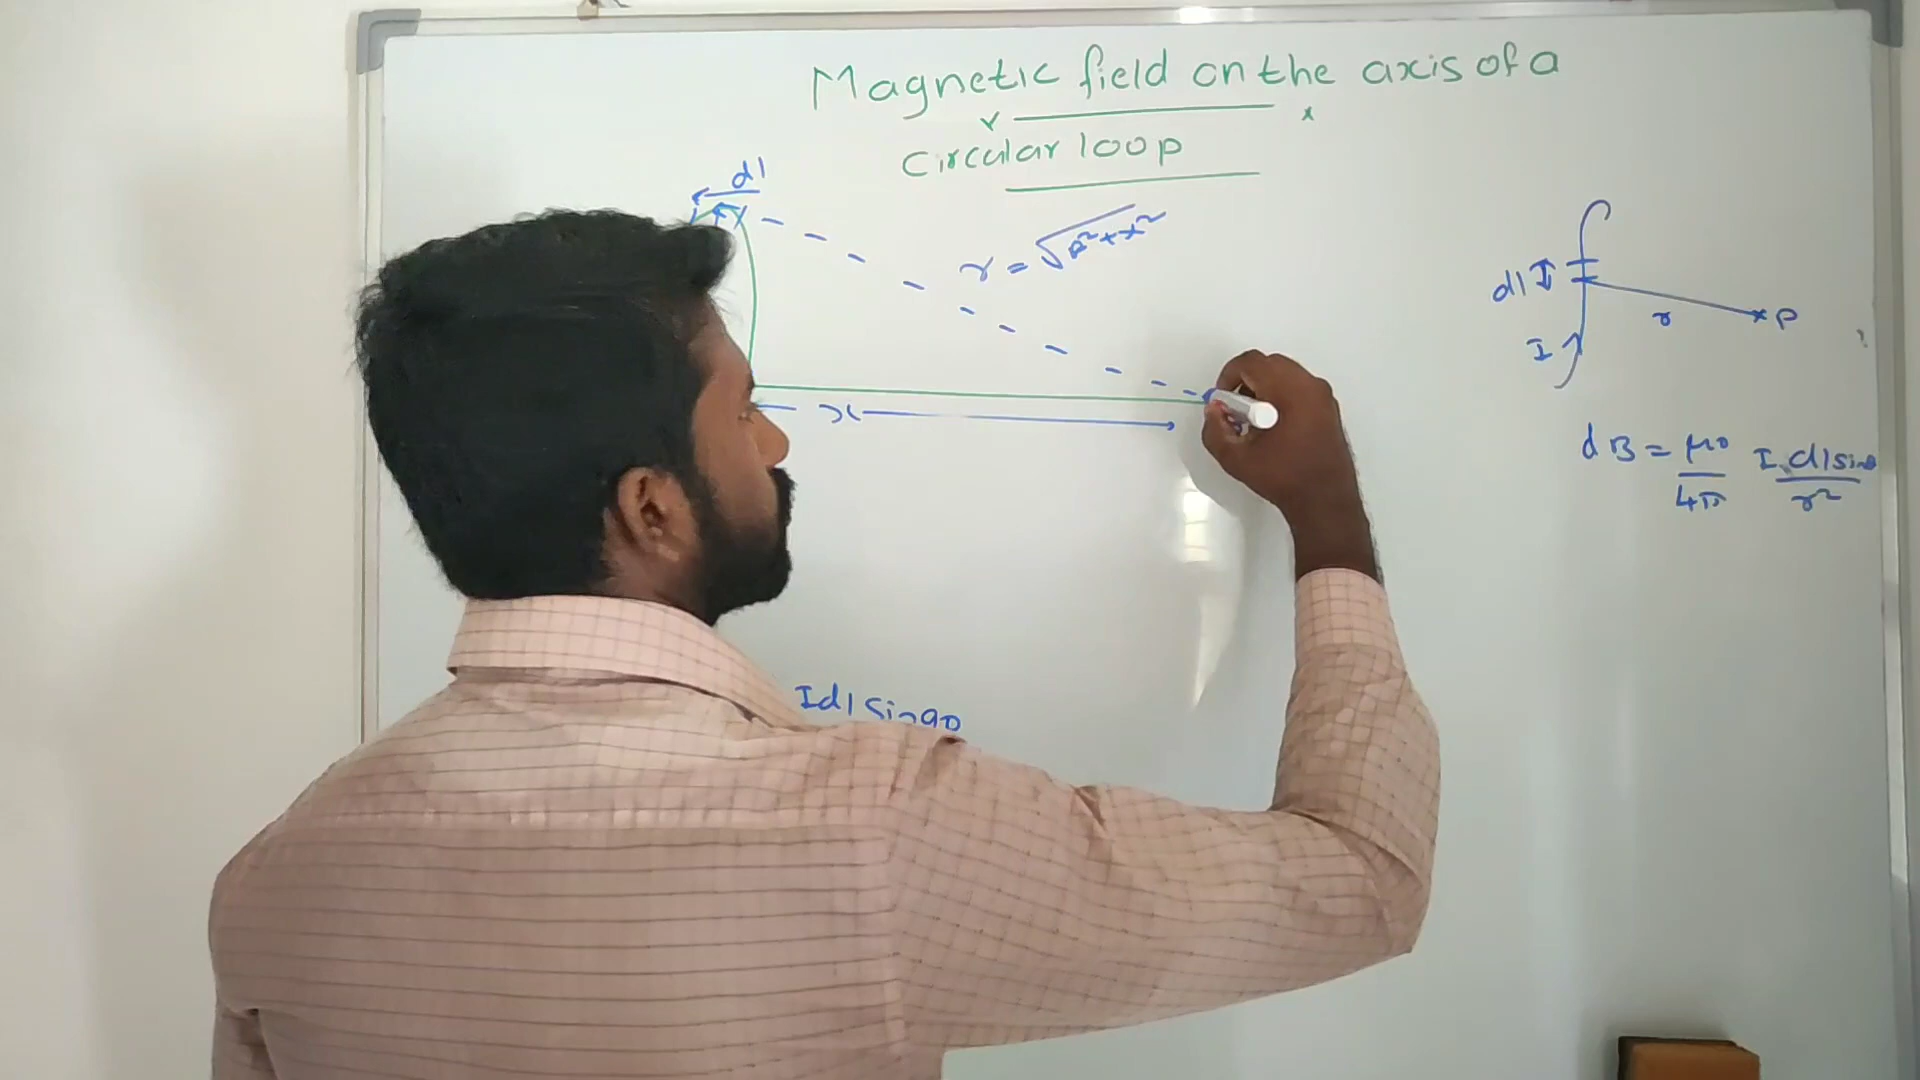 Magnetic field on the axis of a
Circular loop
dl
r = √R²+x²
x
dl
r
P
I
dB = μ0/4π I dl sinθ/r²
Idl sin90